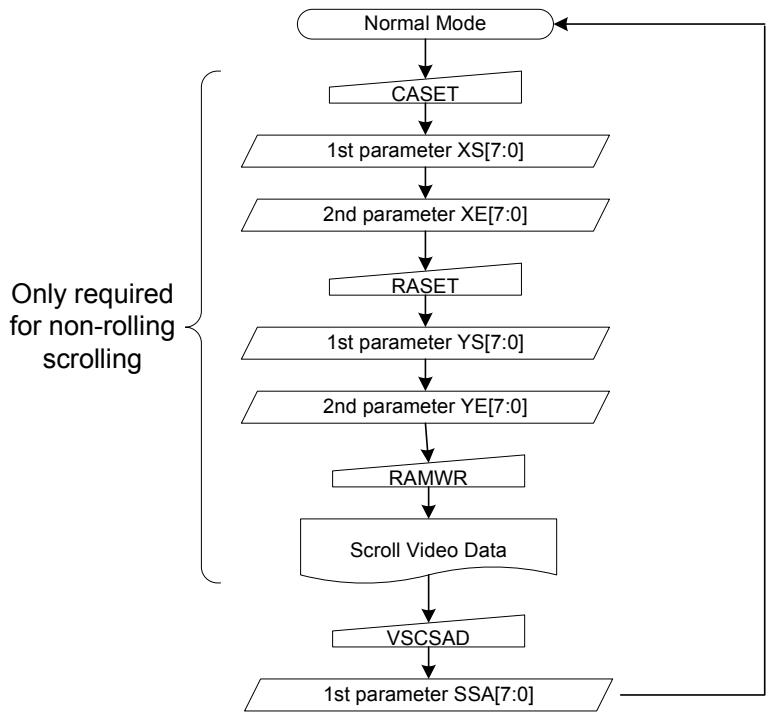 Normal Mode
CASET
1st parameter XS[7:0]
2nd parameter XE[7:0]
RASET
Only required
for non-rolling
scrolling
1st parameter YS[7:0]
2nd parameter YE[7:0]
RAMWR
Scroll Video Data
VSCSAD
1st parameter SSA[7:0]